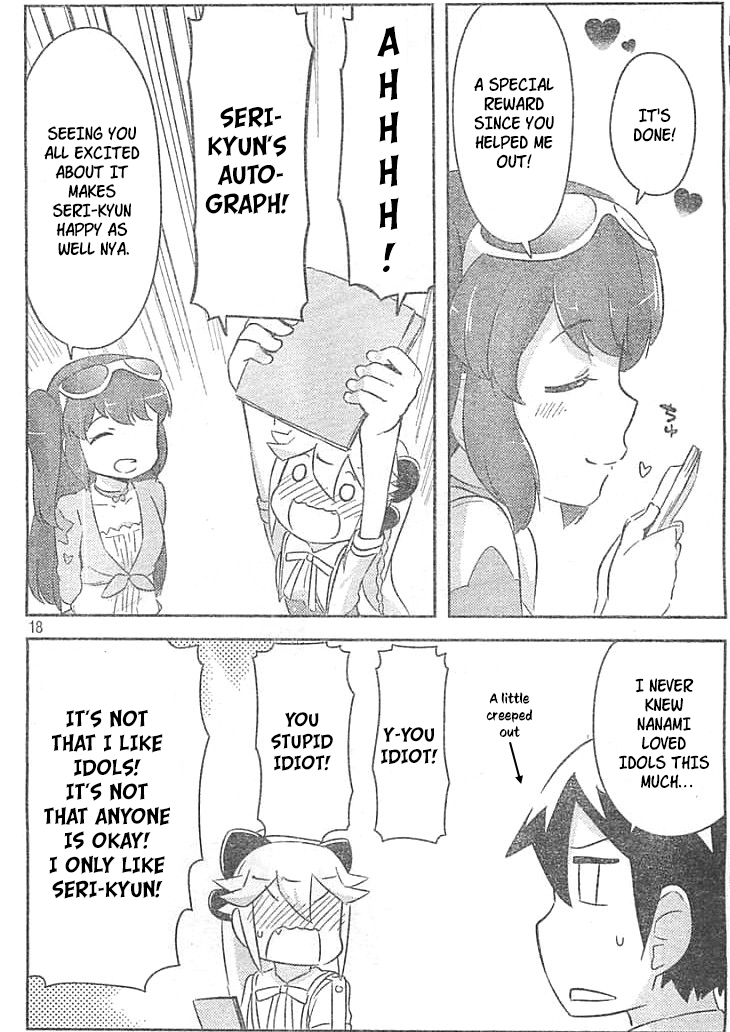 IT'S
DONE!
A SPECIAL
REWARD
SINCE YOU
HELPED ME
OUT!
A
H
H
H
H
H
!
SERI-
KYUN'S
AUTO-
GRAPH!
SEEING YOU
ALL EXCITED
ABOUT IT
MAKES
SERI-KYUN
HAPPY AS
WELL NYA.
18
I NEVER
KNEW
NANAMI
LOVED
IDOLS THIS
MUCH...
A little
creeped
out
Y-YOU
IDIOT!
YOU
STUPID
IDIOT!
IT'S NOT
THAT I LIKE
IDOLS!
IT'S NOT
THAT ANYONE
IS OKAY!
I ONLY LIKE
SERI-KYUN!